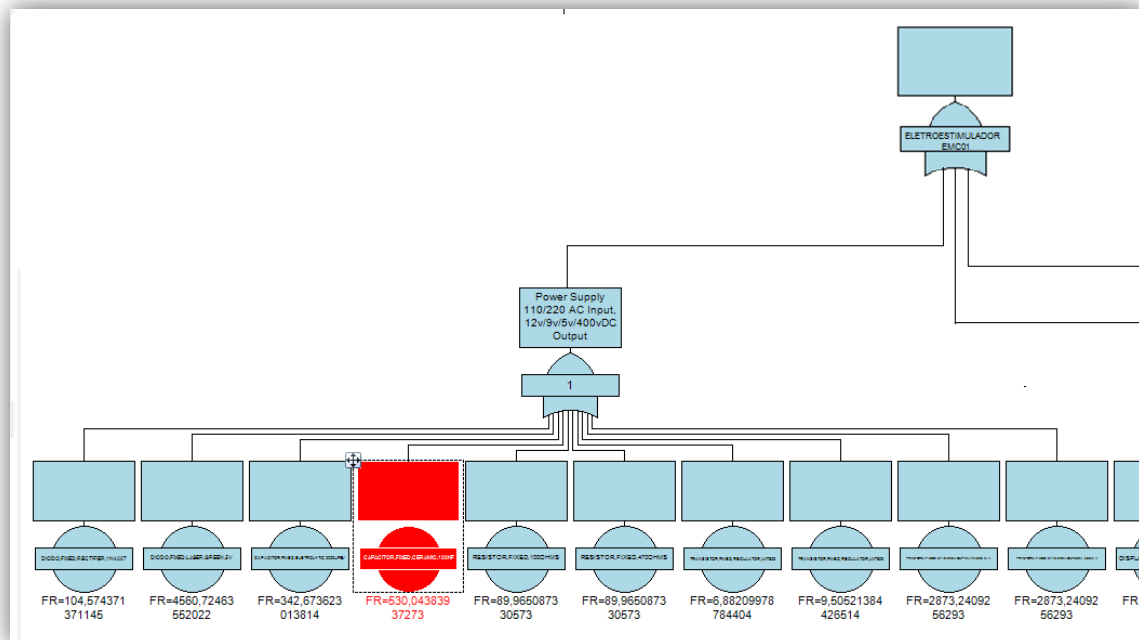 ELETROESTIMULADOR
EMC01
Power Supply
110/220 AC Input,
12v/9v/5v/400vDC
Output
1
DIODO,FIXED,RECTIFIER,1N4007
DIODO,FIXED,LASER,GREEN,5V
CAPACITOR,FIXED,CERAMIC,100NF
RESISTOR,FIXED,100OHMS
RESISTOR,FIXED,470OHMS
FR=104,574371
371145
FR=4560,72463
552022
FR=342,673623
013814
FR=530,043839
37273
FR=89,9650873
30573
FR=89,9650873
30573
FR=6,88209978
784404
FR=9,50521384
426514
FR=2873,24092
56293
FR=2873,24092
56293